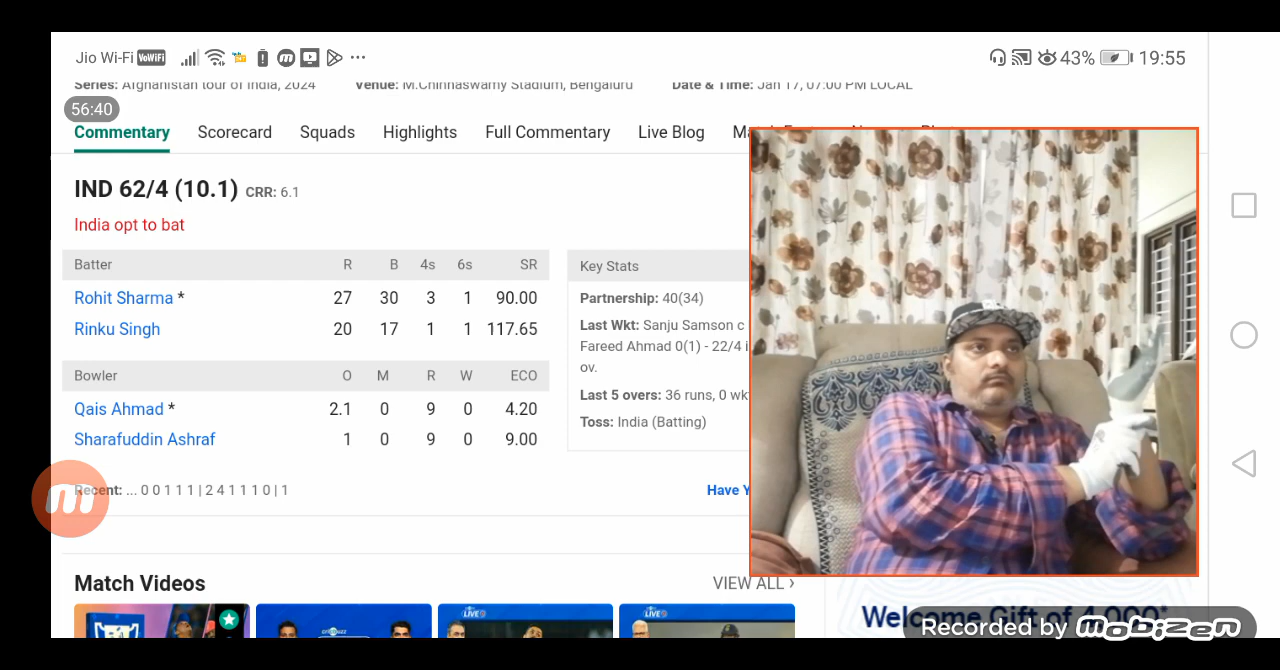 Jio Wi-Fi VoWiFi 43% 19:55
Series: Afghanistan tour of India, 2024 Venue: M.Chinnaswamy Stadium, Bengaluru Date & Time: Jan 17, 07:00 PM LOCAL
56:40
Commentary Scorecard Squads Highlights Full Commentary Live Blog
IND 62/4 (10.1) CRR: 6.1
India opt to bat
Batter R B 4s 6s SR
Rohit Sharma * 27 30 3 1 90.00
Rinku Singh 20 17 1 1 117.65
Bowler O M R W ECO
Qais Ahmad * 2.1 0 9 0 4.20
Sharafuddin Ashraf 1 0 9 0 9.00
Recent: ... 0 0 1 1 1 | 2 4 1 1 1 0 | 1
Key Stats
Partnership: 40(34)
Last Wkt: Sanju Samson c
Fareed Ahmad 0(1) - 22/4 i
ov.
Last 5 overs: 36 runs, 0 wk
Toss: India (Batting)
Have Y
Match Videos VIEW ALL ›
LIVE LIVE
Welcome Gift of 4,000*
Recorded by mobizen